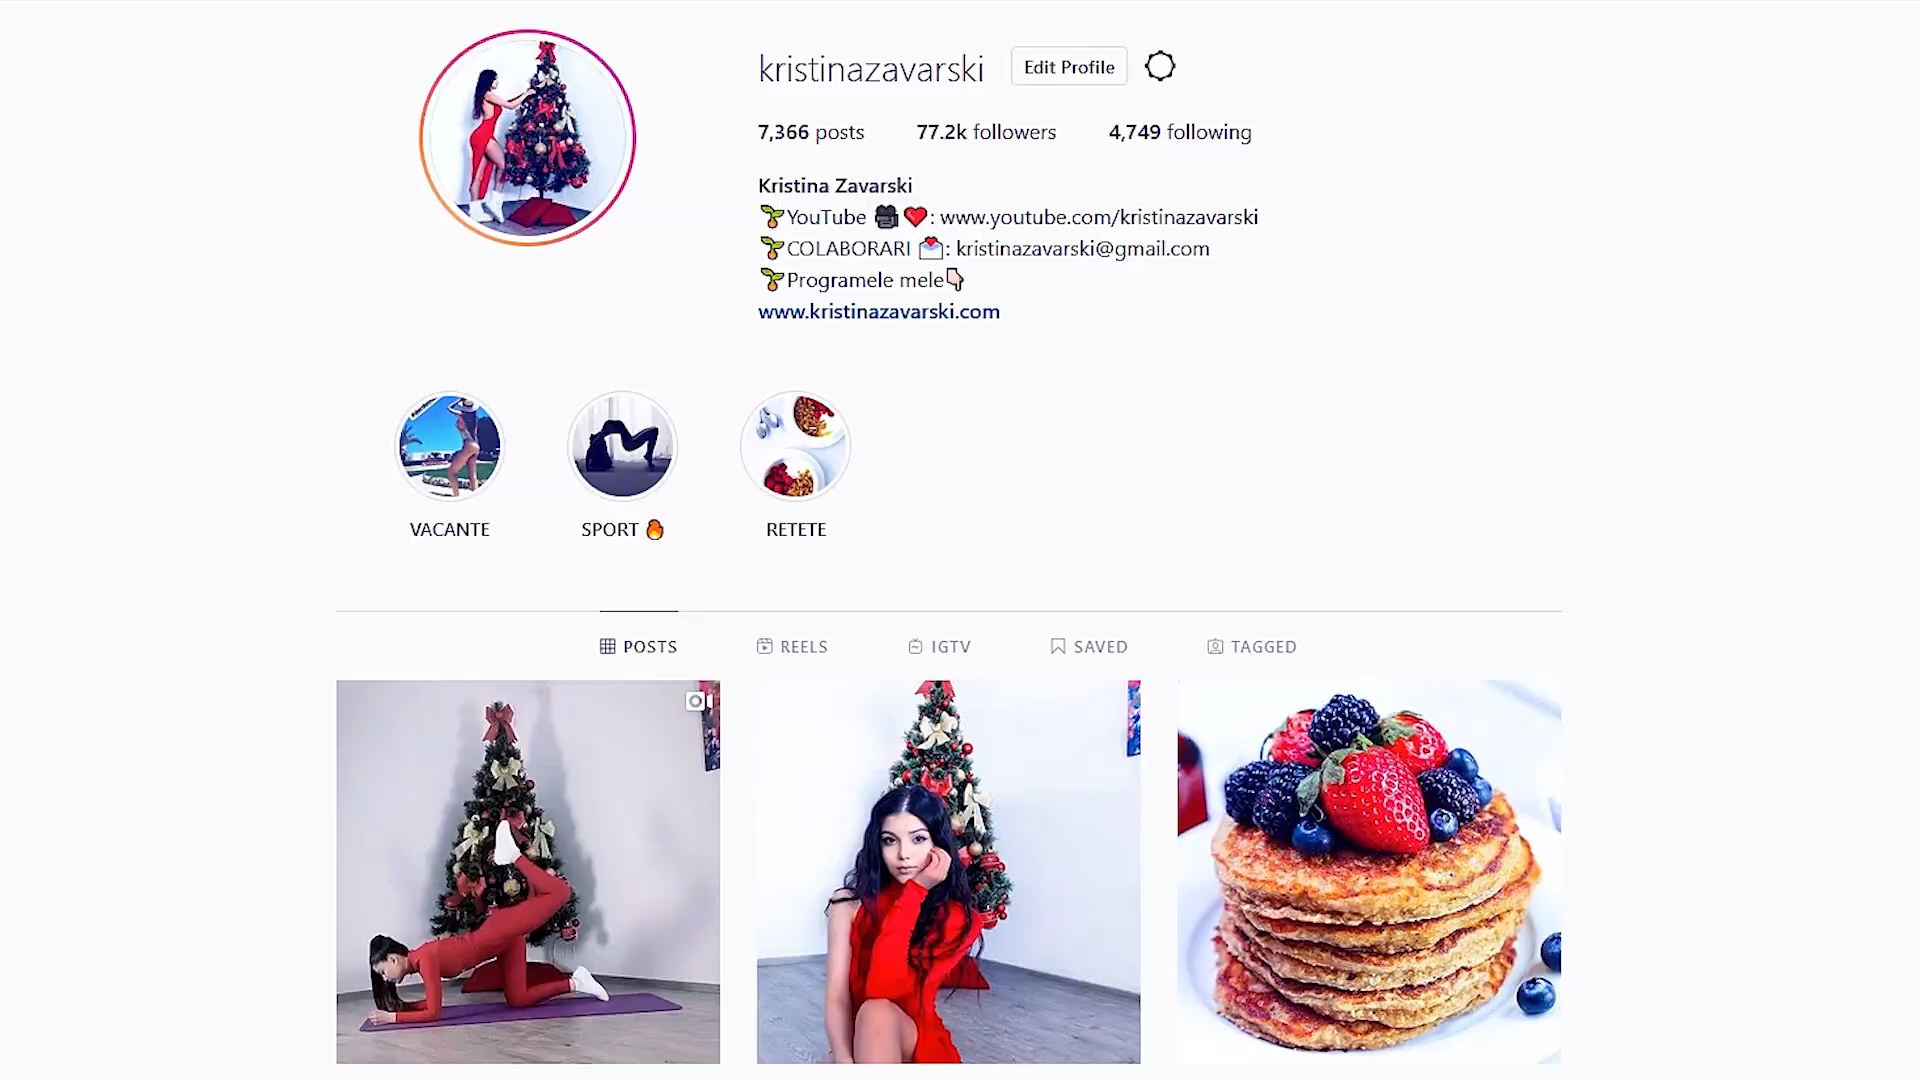 kristinazavarski Edit Profile
7,366 posts 77.2k followers 4,749 following
Kristina Zavarski
🌱YouTube 🎥❤️: www.youtube.com/kristinazavarski
🌱COLABORARI 💌: kristinazavarski@gmail.com
🌱Programele mele👇🏻
www.kristinazavarski.com
VACANTE SPORT 🔥 RETETE
POSTS REELS IGTV SAVED TAGGED